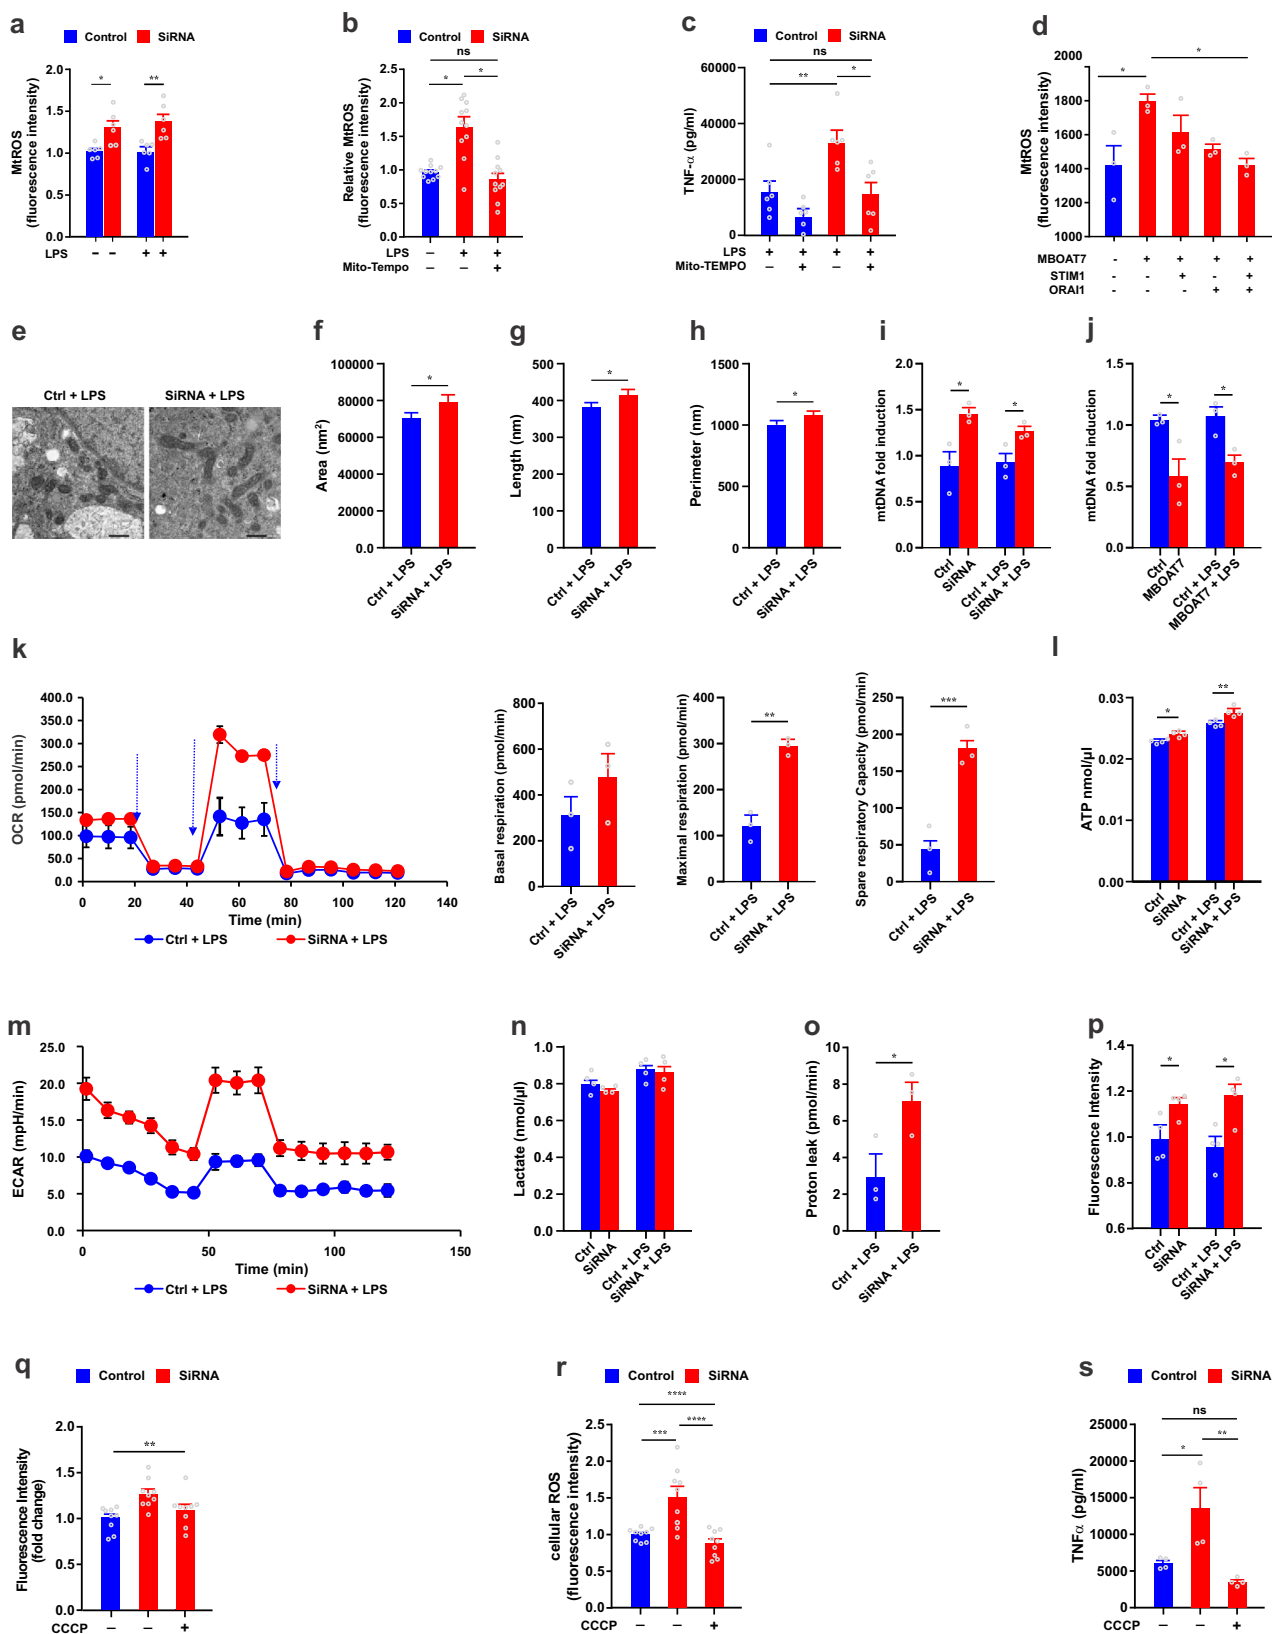 a
Control
SiRNA
MtROS
(fluorescence intensity)
2.0
1.5
1.0
0.5
0.0
*
**
LPS
– – + +
b
Control
SiRNA
Relative MtROS
(fluorescence intensity)
2.5
2.0
1.5
1.0
0.5
0.0
ns
*
*
LPS – + +
Mito-Tempo – – +
c
Control
SiRNA
TNF-α (pg/ml)
60000
40000
20000
0
ns
**
*
LPS + + + +
Mito-TEMPO – + – +
d
MtROS
(fluorescence intensity)
2000
1800
1600
1400
1200
1000
*
*
MBOAT7 - + + + +
STIM1 - - + - +
ORAI1 - - - + +
e
Ctrl + LPS
SiRNA + LPS
f
Area (nm²)
100000
80000
60000
40000
20000
0.0
*
Ctrl + LPS
SiRNA + LPS
g
Length (nm)
500
400
300
200
100
0
*
Ctrl + LPS
SiRNA + LPS
h
Perimeter (nm)
1500
1000
500
0
*
Ctrl + LPS
SiRNA + LPS
i
mtDNA fold induction
2.0
1.5
1.0
0.5
0.0
*
*
Ctrl
SiRNA
Ctrl + LPS
SiRNA + LPS
j
mtDNA fold induction
1.5
1.0
0.5
0.0
*
*
Ctrl
MBOAT7
Ctrl + LPS
MBOAT7 + LPS
k
OCR (pmol/min)
400.0
350.0
300.0
250.0
200.0
150.0
100.0
50.0
0.0
0 20 40 60 80 100 120 140
Time (min)
Ctrl + LPS
SiRNA + LPS
Basal respiration (pmol/min)
800
600
400
200
0
Ctrl + LPS
SiRNA + LPS
Maximal respiration (pmol/min)
400
300
200
100
0
**
Ctrl + LPS
SiRNA + LPS
Spare respiratory Capacity (pmol/min)
250
200
150
100
50
0
***
Ctrl + LPS
SiRNA + LPS
l
ATP nmol/µl
0.03
0.02
0.01
0.00
*
**
Ctrl
SiRNA
Ctrl + LPS
SiRNA + LPS
m
ECAR (mpH/min)
25.0
20.0
15.0
10.0
5.0
0.0
0 50 100 150
Time (min)
Ctrl + LPS
SiRNA + LPS
n
Lactate (nmol/µl)
1.0
0.8
0.6
0.4
0.2
0.0
Ctrl
SiRNA
Ctrl + LPS
SiRNA + LPS
o
Proton leak (pmol/min)
10
8
6
4
2
0
*
Ctrl + LPS
SiRNA + LPS
p
Fluorescence Intensity
1.4
1.2
1.0
0.8
0.6
*
*
Ctrl
SiRNA
Ctrl + LPS
SiRNA + LPS
q
Control
SiRNA
Fluorescence Intensity
(fold change)
2.0
1.5
1.0
0.5
0.0
**
CCCP – – +
r
Control
SiRNA
cellular ROS
(fluorescence intensity)
2.5
2.0
1.5
1.0
0.5
0.0
****
***
****
CCCP – – +
s
Control
SiRNA
TNFα (pg/ml)
25000
20000
15000
10000
5000
0
ns
*
**
CCCP – – +